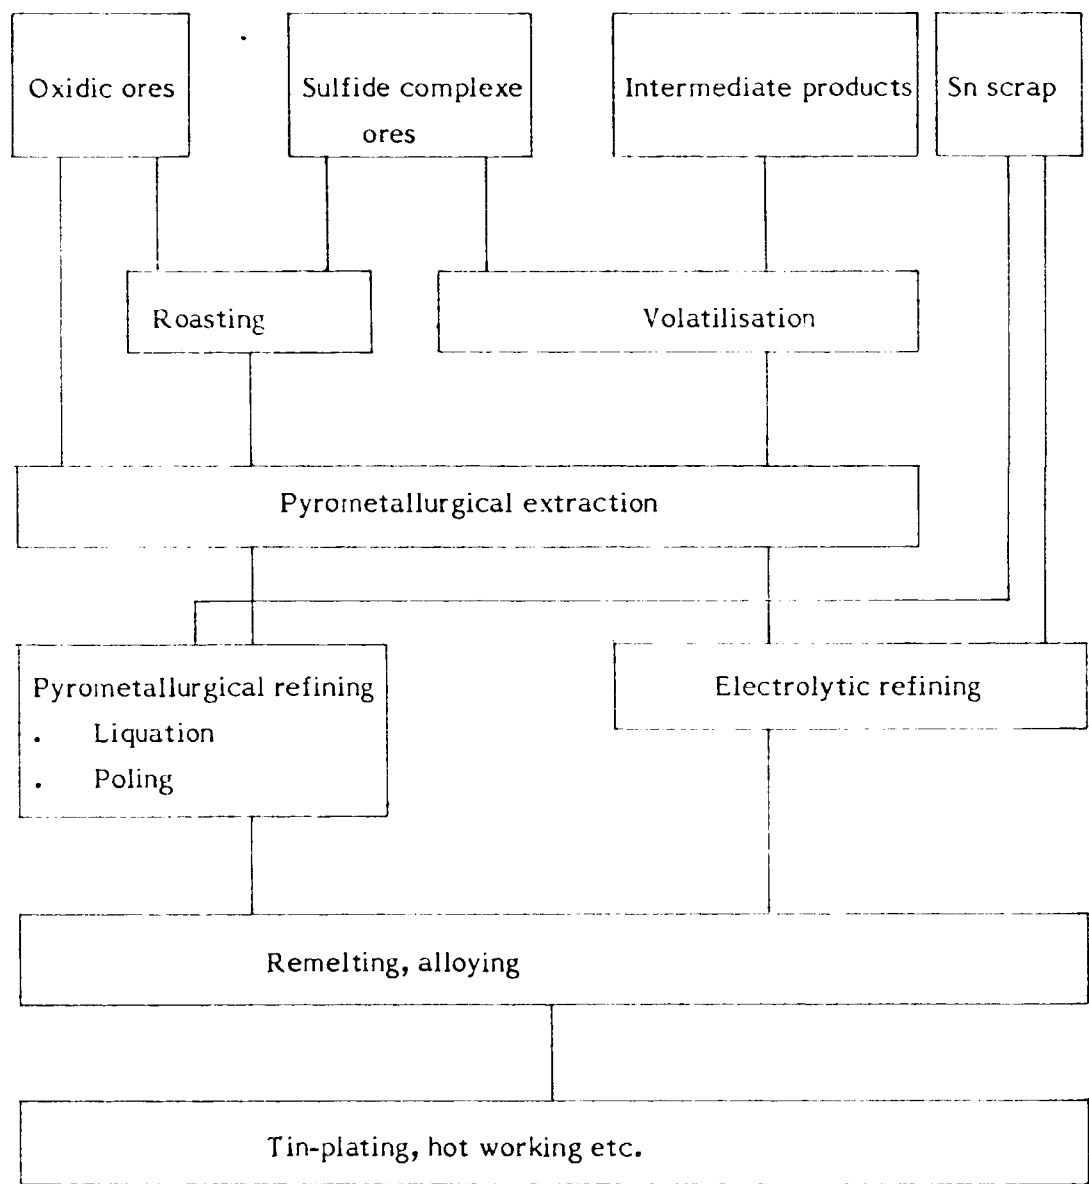 Oxidic ores
Sulfide complexe
ores
Intermediate products
Sn scrap
Roasting
Volatilisation
Pyrometallurgical extraction
Pyrometallurgical refining
. Liquation
. Poling
Electrolytic refining
Remelting, alloying
Tin-plating, hot working etc.